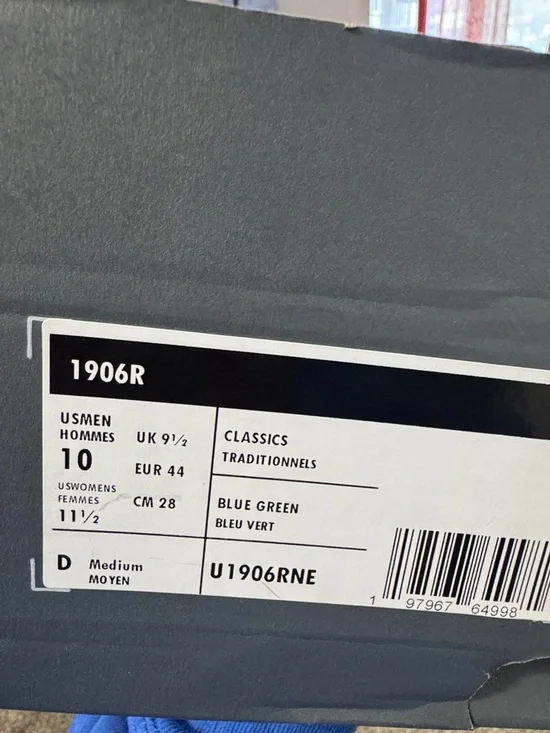 1906R
USMEN
HOMMES
10
UK 9½
EUR 44
USWOMENS
FEMMES
11½
CM 28
CLASSICS
TRADITIONNELS
BLUE GREEN
BLEU VERT
D Medium
MOYEN
U1906RNE
1 97967 64998